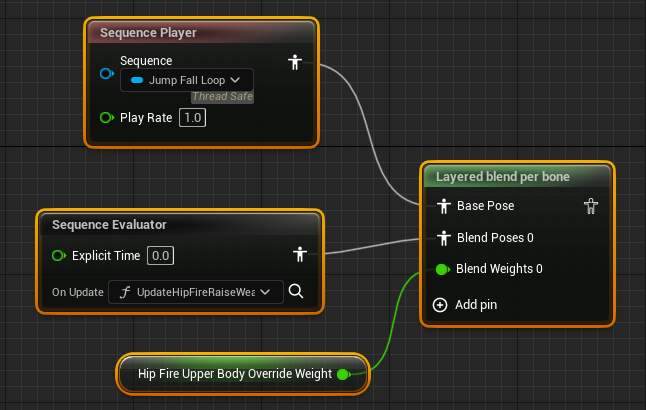 Sequence Player
Sequence
Jump Fall Loop
Thread Safe
Play Rate 1.0
Layered blend per bone
Base Pose
Blend Poses 0
Blend Weights 0
Add pin
Sequence Evaluator
Explicit Time 0.0
On Update f UpdateHipFireRaiseWea
Hip Fire Upper Body Override Weight